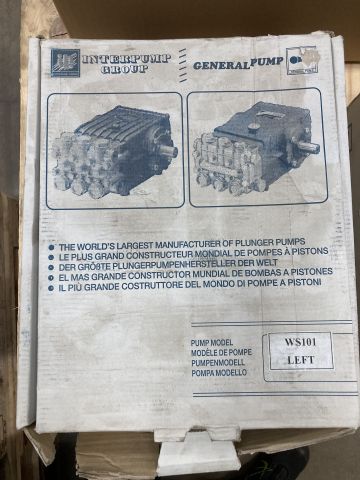 INTERPUMP
GROUP
GENERAL PUMP
THE WORLD'S LARGEST MANUFACTURER OF PLUNGER PUMPS
LE PLUS GRAND CONSTRUCTEUR MONDIAL DE POMPES À PISTONS
DER GRÖßTE PLUNGERPUMPENHERSTELLER DER WELT
EL MAS GRANDE CONSTRUCTOR MUNDIAL DE BOMBAS A PISTONES
IL PIÙ GRANDE COSTRUTTORE DEL MONDO DI POMPE A PISTONI
PUMP MODEL
MODÈLE DE POMPE
PUMPENMODELL
POMPA MODELLO
WS101
LEFT